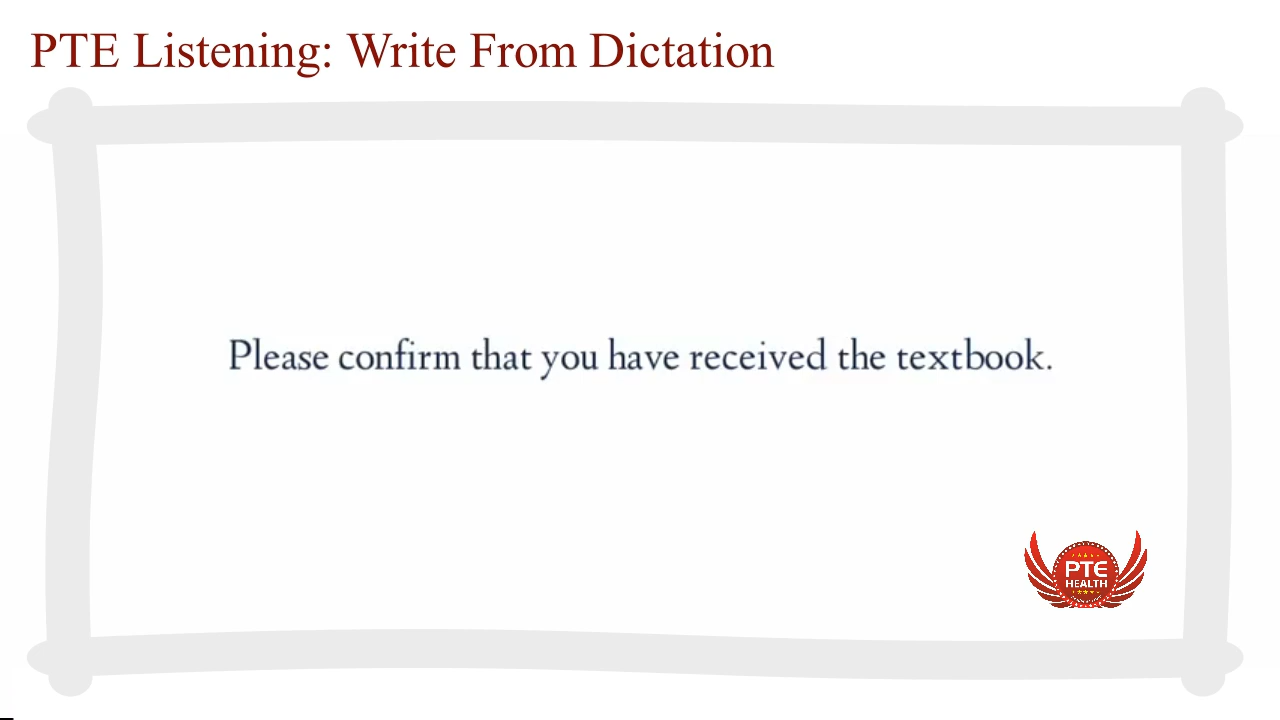 PTE Listening: Write From Dictation
Please confirm that you have received the textbook.
PTE
HEALTH